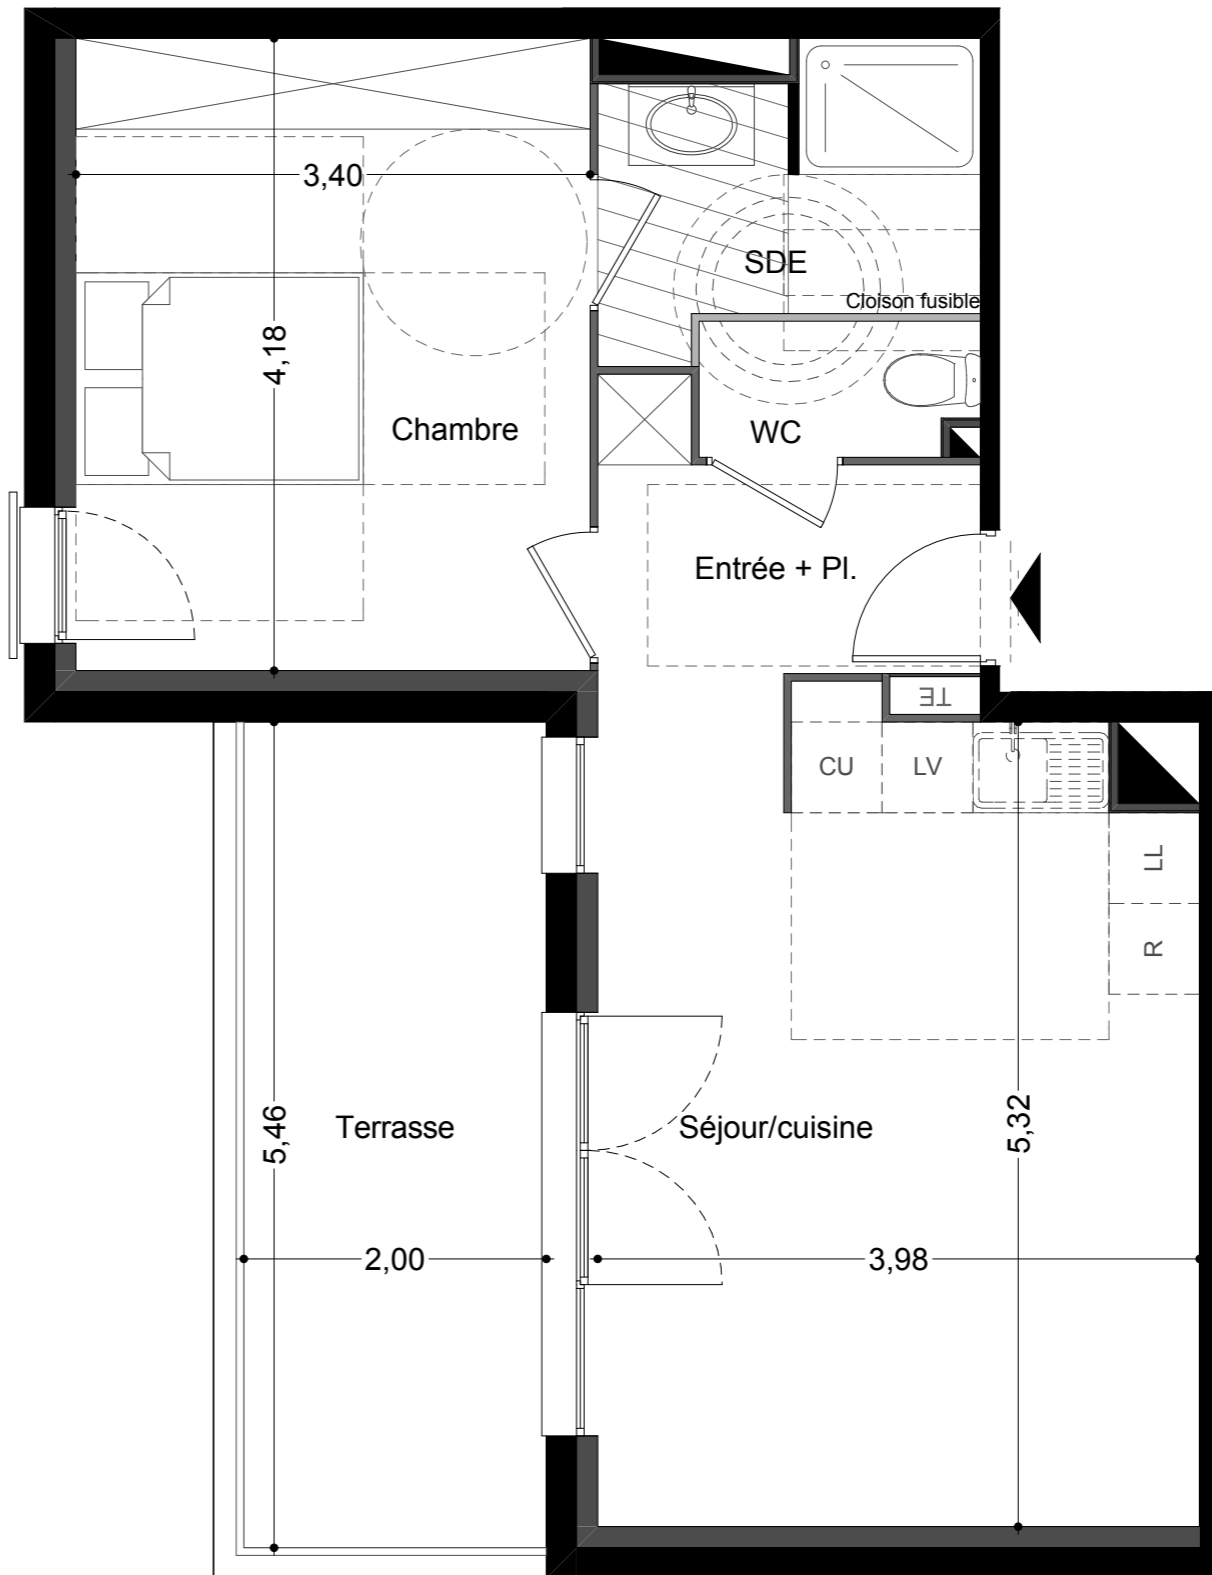 3,40
SDE
Cloison fusible
4,18
Chambre
WC
Entrée + Pl.
TE
CU
LV
LL
R
5,46
Terrasse
Séjour/cuisine
5,32
2,00
3,98